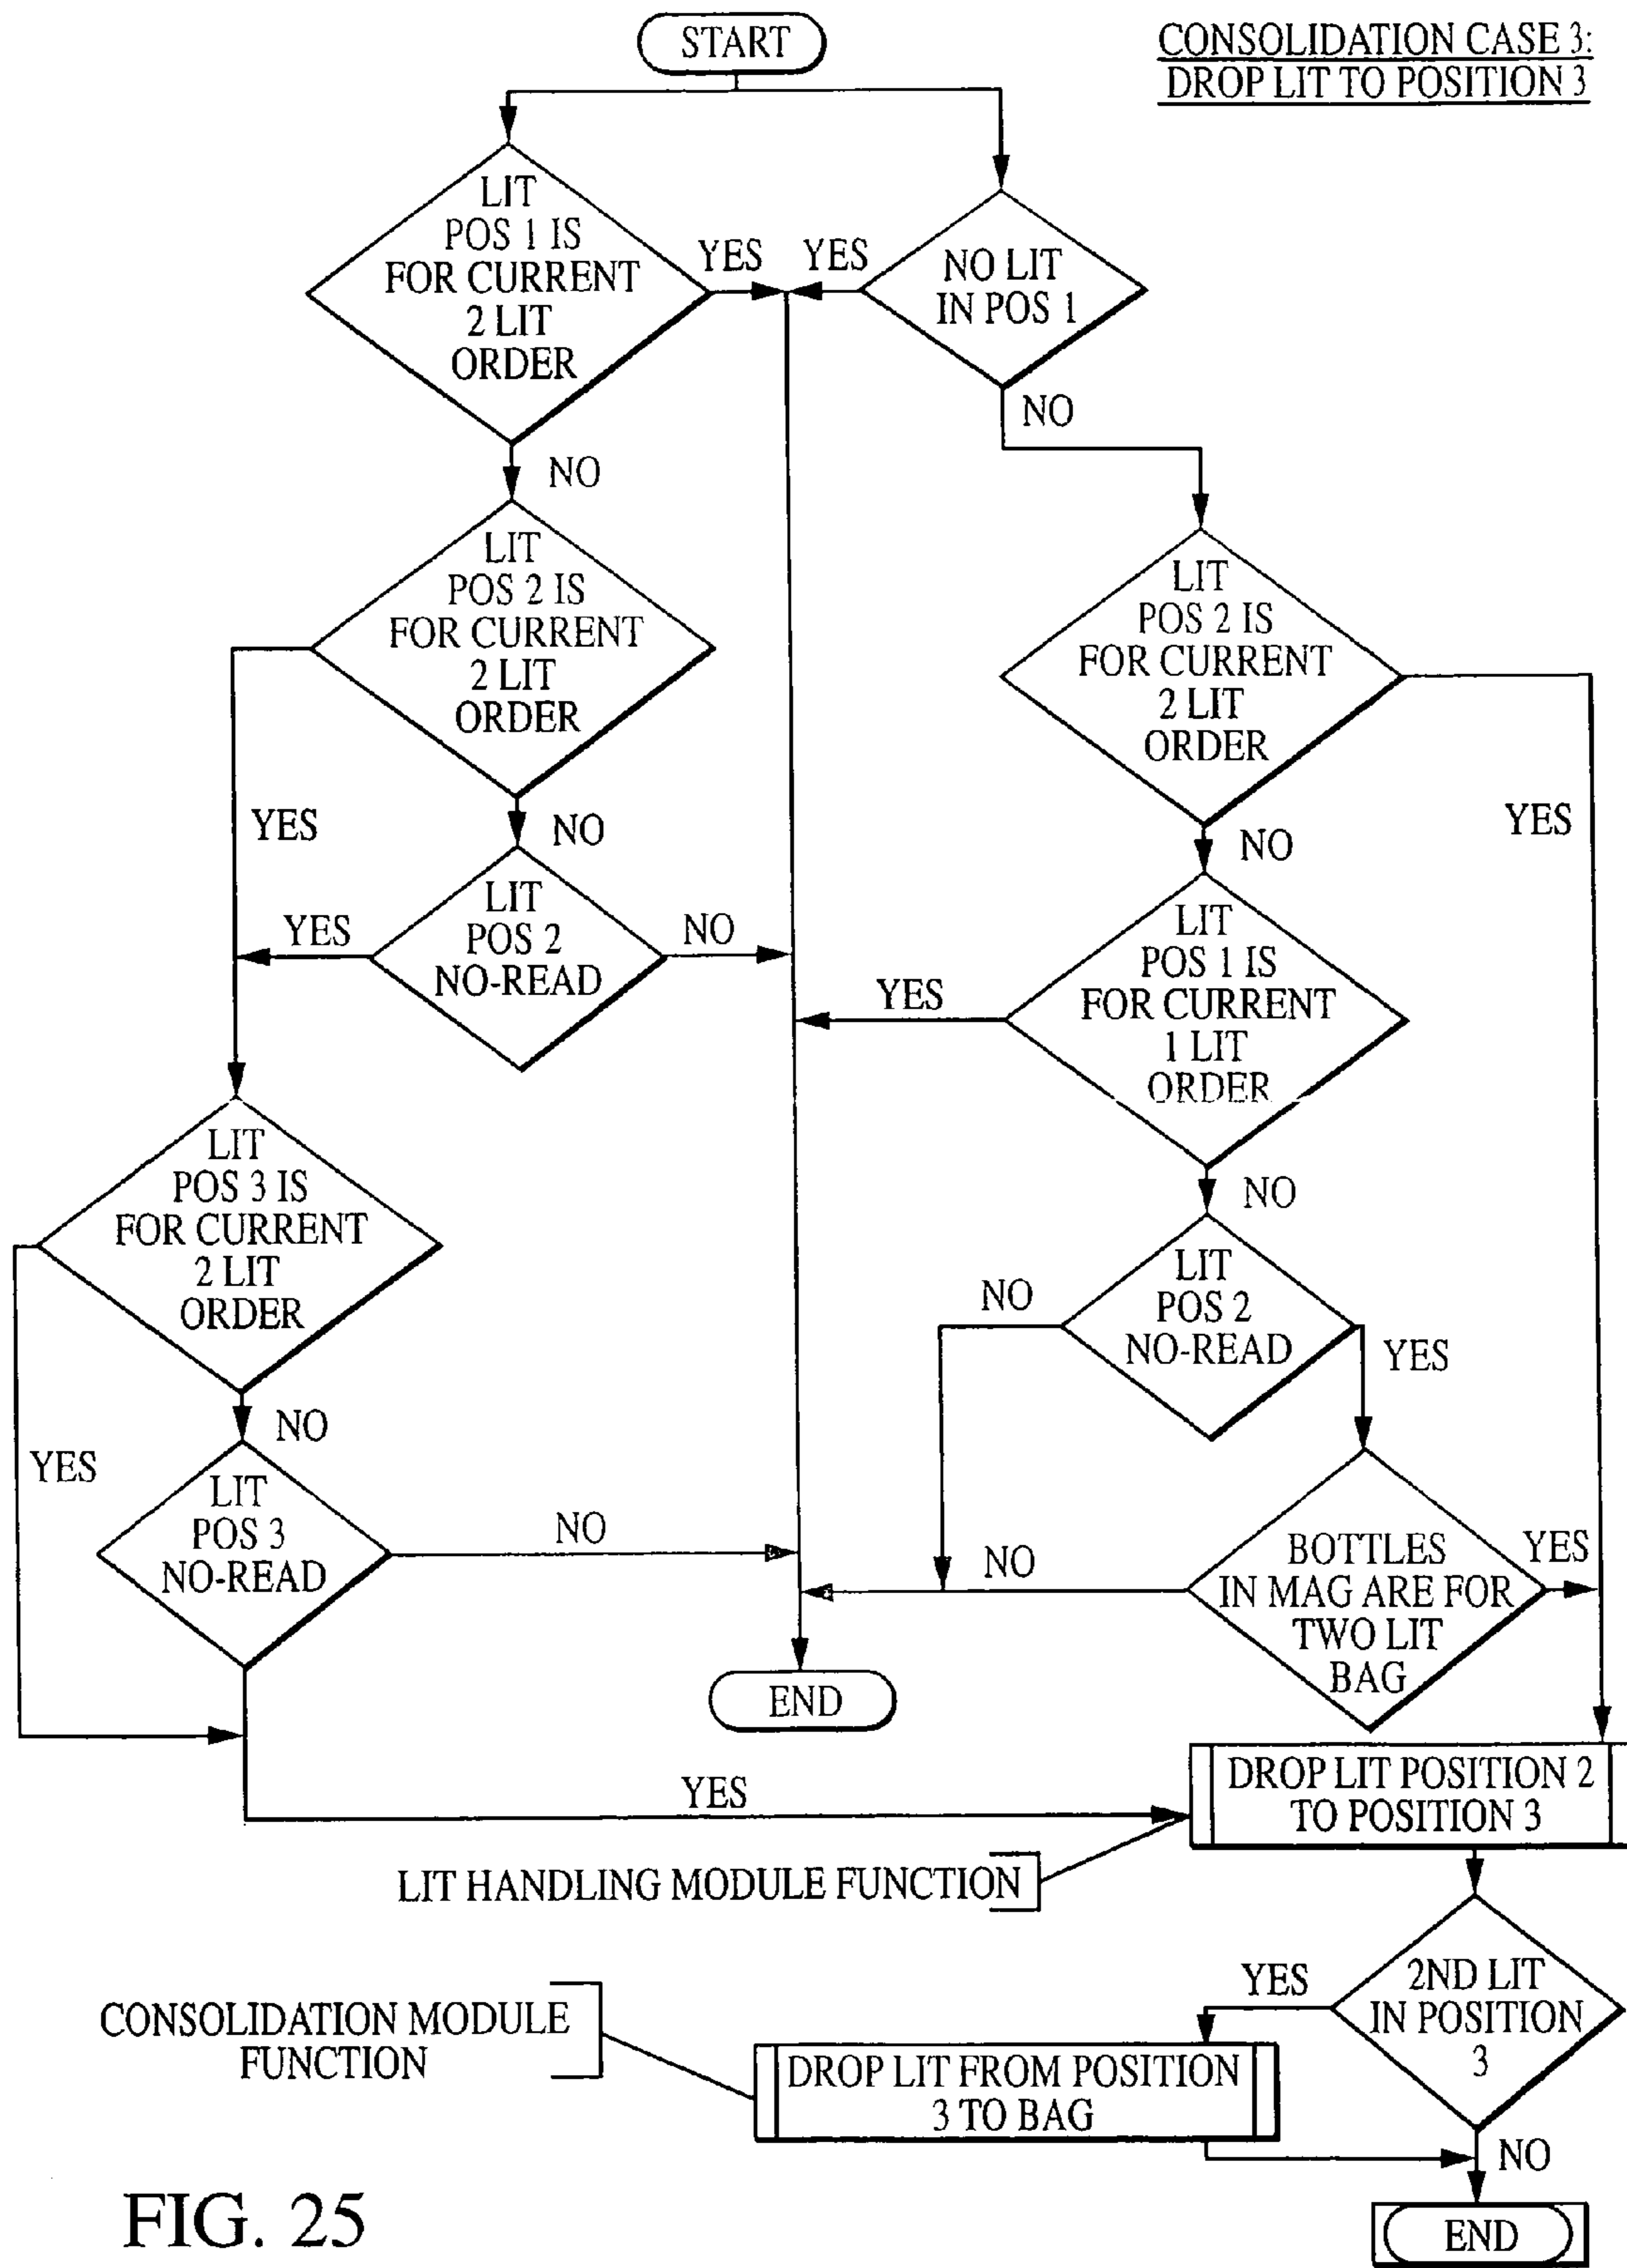 START
CONSOLIDATION CASE 3:
DROP LIT TO POSITION 3
LIT
POS 1 IS
FOR CURRENT
2 LIT
ORDER
YES
YES
NO LIT
IN POS 1
NO
NO
LIT
POS 2 IS
FOR CURRENT
2 LIT
ORDER
LIT
POS 2 IS
FOR CURRENT
2 LIT
ORDER
YES
NO
YES
NO
LIT
POS 2
NO-READ
YES
NO
LIT
POS 1 IS
FOR CURRENT
1 LIT
ORDER
YES
NO
LIT
POS 3 IS
FOR CURRENT
2 LIT
ORDER
LIT
POS 2
NO-READ
NO
YES
NO
YES
LIT
POS 3
NO-READ
NO
NO
BOTTLES
IN MAG ARE FOR
TWO LIT
BAG
YES
END
YES
DROP LIT POSITION 2
TO POSITION 3
LIT HANDLING MODULE FUNCTION
YES
2ND LIT
IN POSITION
3
CONSOLIDATION MODULE
FUNCTION
DROP LIT FROM POSITION
3 TO BAG
NO
END
FIG. 25